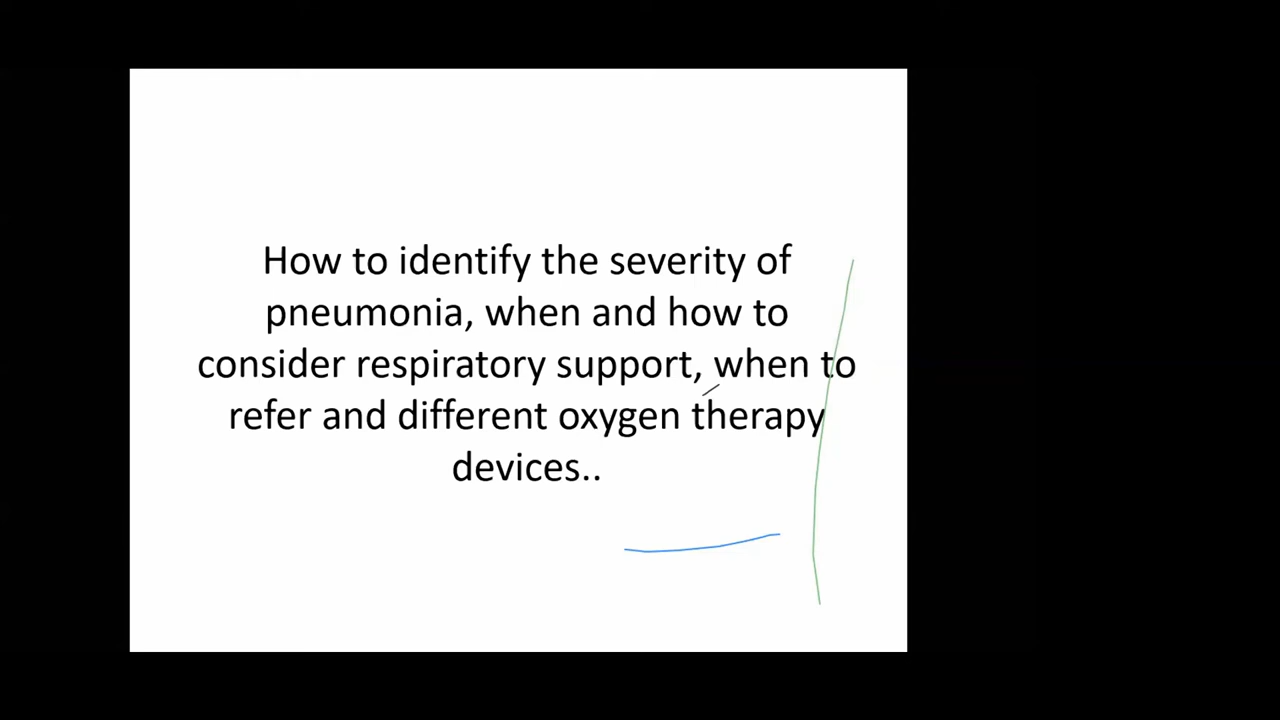 How to identify the severity of
pneumonia, when and how to
consider respiratory support, when to
refer and different oxygen therapy
devices..